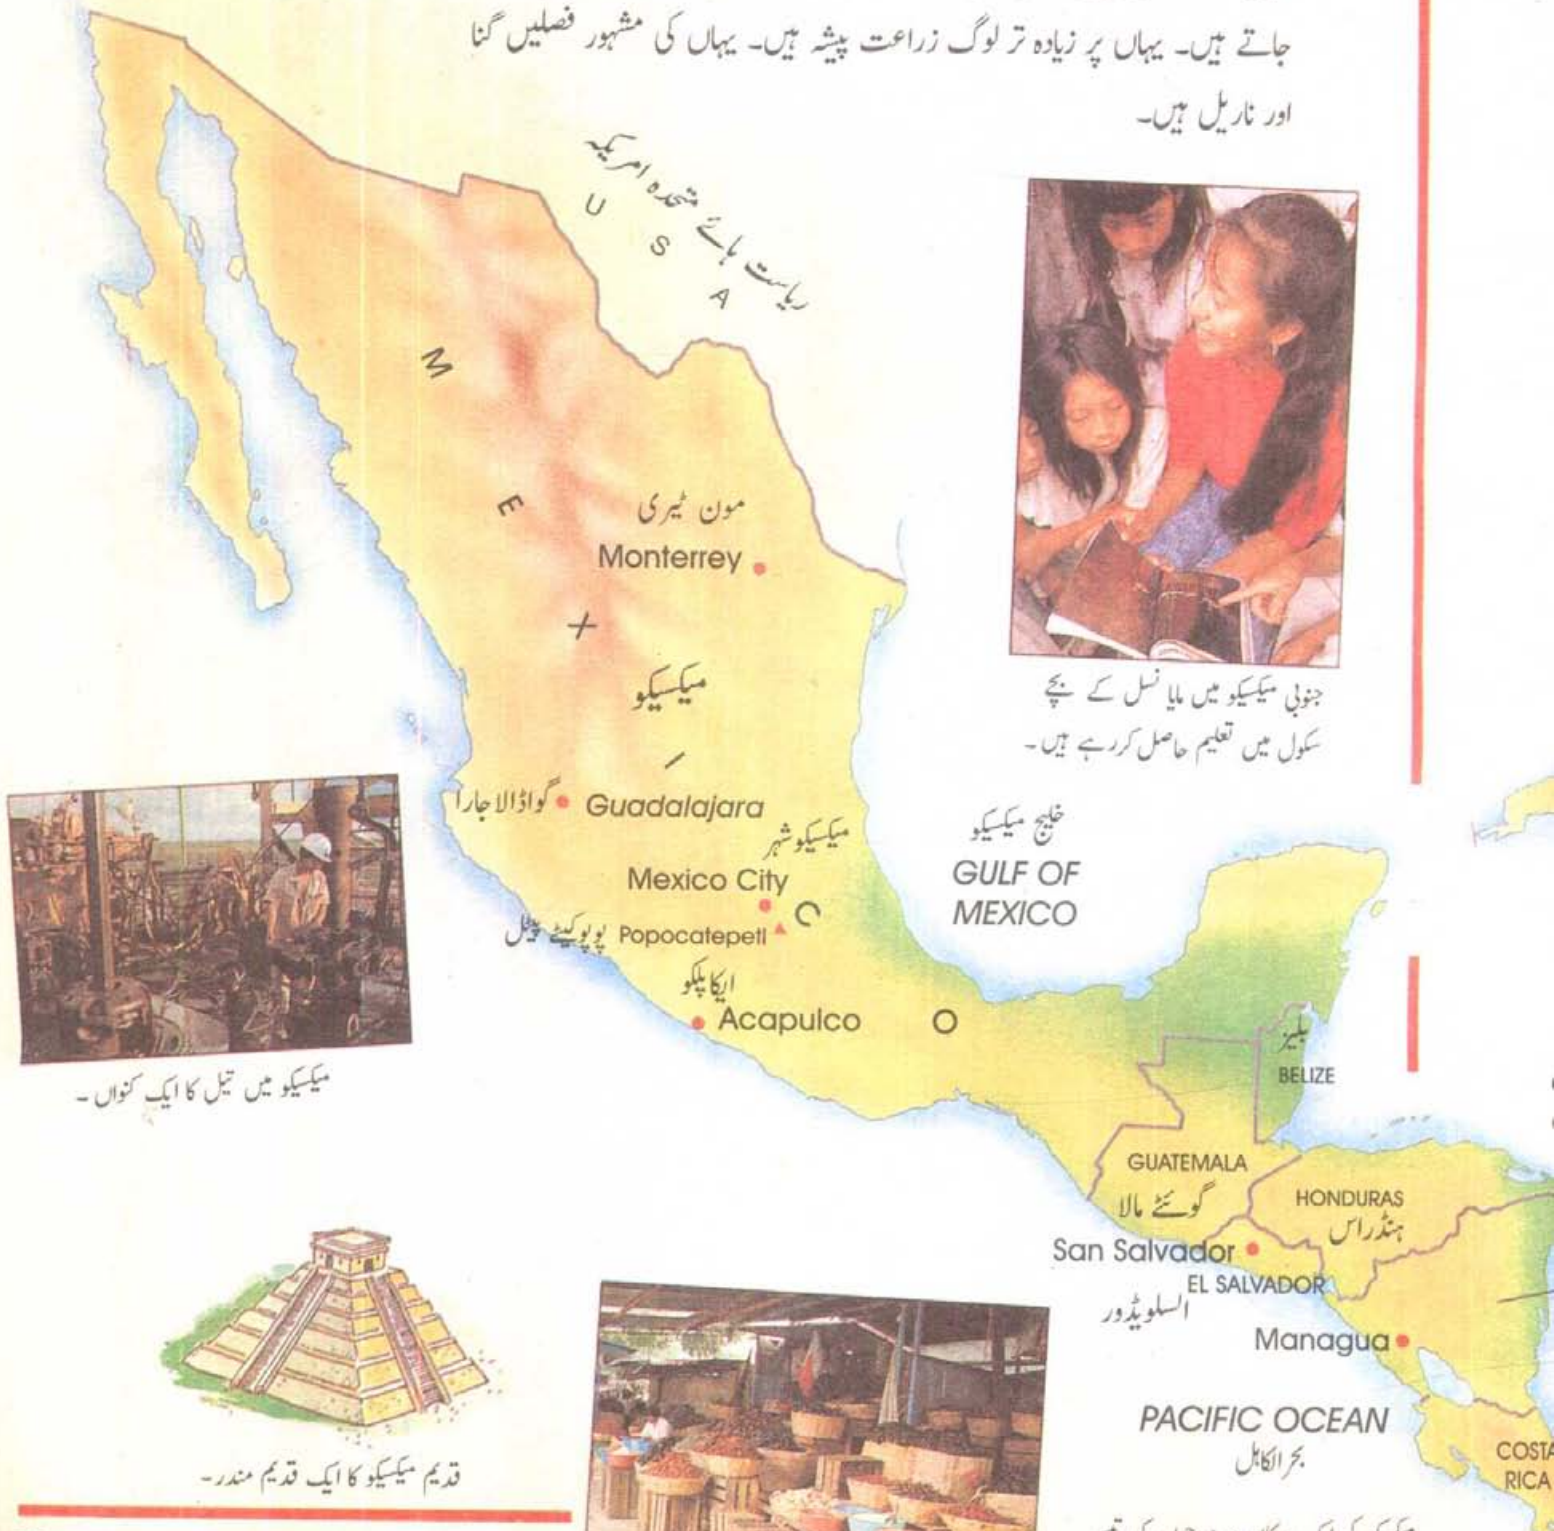 جاتے ہیں۔ یہاں پر زیادہ تر لوگ زراعت پیشہ ہیں۔ یہاں کی مشہور فصلیں گنا
اور ناریل ہیں۔
ریاست ہائے متحدہ امریکہ
U S A
M E X I C O
مون ٹیری
Monterrey
میکسیکو
جنوبی میکسیکو میں مایا نسل کے بچے
سکول میں تعلیم حاصل کررہے ہیں۔
گواڈالاجارا Guadalajara
میکسیکو شہر
Mexico City
خلیج میکسیکو
GULF OF
MEXICO
پوپوکیٹے پیٹل Popocatepetl
ایکاپلکو
Acapulco
بلیز
BELIZE
میکسیکو میں تیل کا ایک کنواں۔
GUATEMALA
گوئٹے مالا
HONDURAS
ہنڈراس
San Salvador
EL SALVADOR
السلویڈور
Managua
PACIFIC OCEAN
بحر الکاہل
COSTA
RICA
قدیم میکسیکو کا ایک قدیم مندر۔